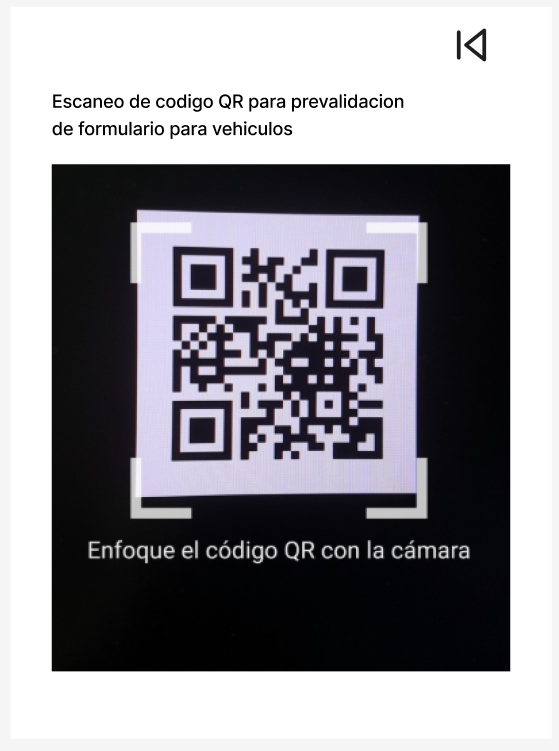 Escaneo de codigo QR para prevalidacion
de formulario para vehiculos
Enfoque el código QR con la cámara